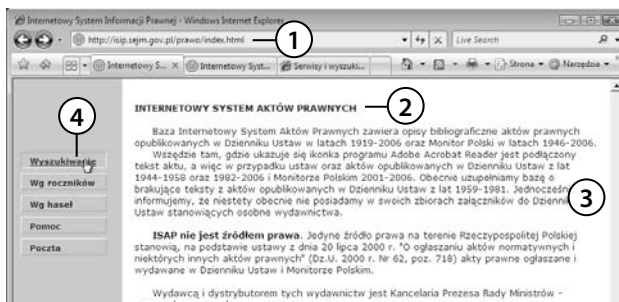 Internetowy System Informacji Prawnej - Windows Internet Explorer
http://isip.sejm.gov.pl/prawo/index.html
1
Live Search
Internetowy S...
Internetowy Syst...
Serwisy i wyszuki...
Strona
Narzędzia
4
INTERNETOWY SYSTEM AKTÓW PRAWNYCH
2
Baza Internetowy System Aktów Prawnych zawiera opisy bibliograficzne aktów prawnych
opublikowanych w Dzienniku Ustaw w latach 1919-2006 oraz Monitor Polski w latach 1946-2006.
Wszędzie tam, gdzie ukazuje się ikonka programu Adobe Acrobat Reader jest podłączony
tekst aktu, a więc w przypadku ustaw oraz aktów opublikowanych w Dzienniku Ustaw z lat
1944-1958 oraz 1982-2006 i Monitorze Polskim 2001-2006. Obecnie uzupełniamy bazę o
brakujące teksty z aktów opublikowanych w Dzienniku Ustaw z lat 1959-1981. Jednocześnie
informujemy, że niestety obecnie nie posiadamy w swoich zbiorach załączników do
Ustaw stanowiących osobne wydawnictwa.
3
ISAP nie jest źródłem prawa. Jedyne źródło prawa na terenie Rzeczypospolitej Polskiej
stanowią, na podstawie ustawy z dnia 20 lipca 2000 r. "O ogłaszaniu aktów normatywnych i
niektórych innych aktów prawnych" (Dz.U. 2000 r. Nr 62, poz. 718) akty prawne ogłaszane i
wydawane w Dzienniku Ustaw i Monitorze Polskim.
Wydawcą i dystrybutorem tych wydawnictw jest Kancelaria Prezesa Rady Ministrów -
Wyszukiwanie
Wg roczników
Wg haseł
Pomoc
Poczta